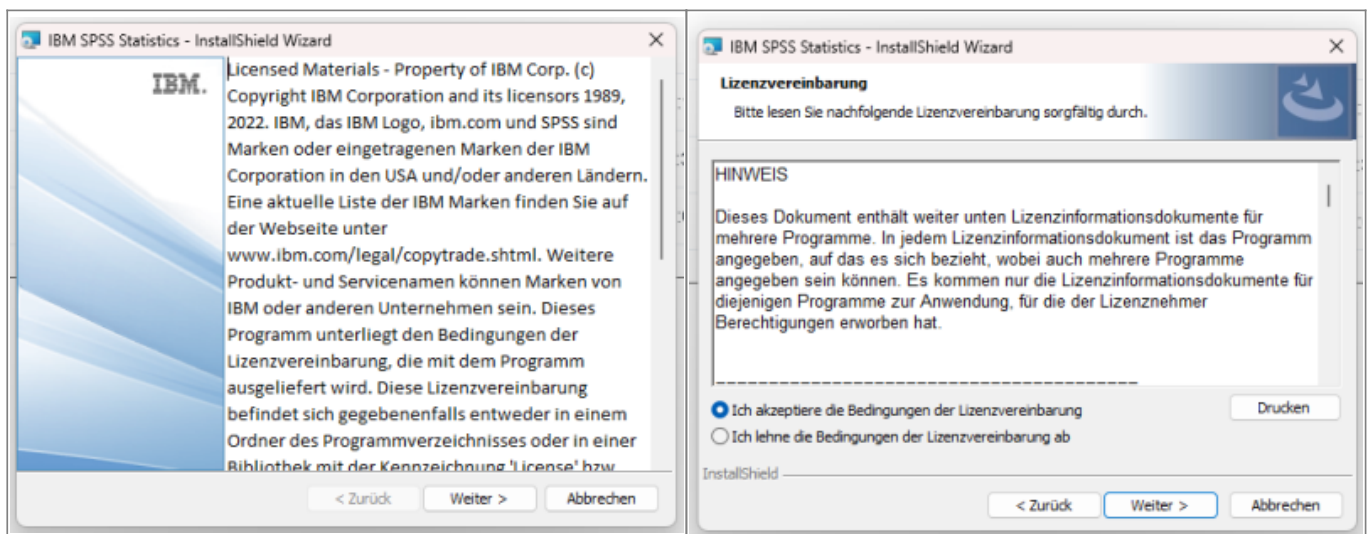 IBM SPSS Statistics - InstallShield Wizard
IBM.
Licensed Materials - Property of IBM Corp. (c)
Copyright IBM Corporation and its licensors 1989,
2022. IBM, das IBM Logo, ibm.com und SPSS sind
Marken oder eingetragenen Marken der IBM
Corporation in den USA und/oder anderen Ländern.
Eine aktuelle Liste der IBM Marken finden Sie auf
der Webseite unter
www.ibm.com/legal/copytrade.shtml. Weitere
Produkt- und Servicenamen können Marken von
IBM oder anderen Unternehmen sein. Dieses
Programm unterliegt den Bedingungen der
Lizenzvereinbarung, die mit dem Programm
ausgeliefert wird. Diese Lizenzvereinbarung
befindet sich gegebenenfalls entweder in einem
Ordner des Programmverzeichnisses oder in einer
Bibliothek mit der Kennzeichnung 'License' bzw
< Zurück Weiter > Abbrechen
IBM SPSS Statistics - InstallShield Wizard
Lizenzvereinbarung
Bitte lesen Sie nachfolgende Lizenzvereinbarung sorgfältig durch.
HINWEIS
Dieses Dokument enthält weiter unten Lizenzinformationsdokumente für
mehrere Programme. In jedem Lizenzinformationsdokument ist das Programm
angegeben, auf das es sich bezieht, wobei auch mehrere Programme
angegeben sein können. Es kommen nur die Lizenzinformationsdokumente für
diejenigen Programme zur Anwendung, für die der Lizenznehmer
Berechtigungen erworben hat.
Ich akzeptiere die Bedingungen der Lizenzvereinbarung
Drucken
Ich lehne die Bedingungen der Lizenzvereinbarung ab
InstallShield
< Zurück Weiter > Abbrechen